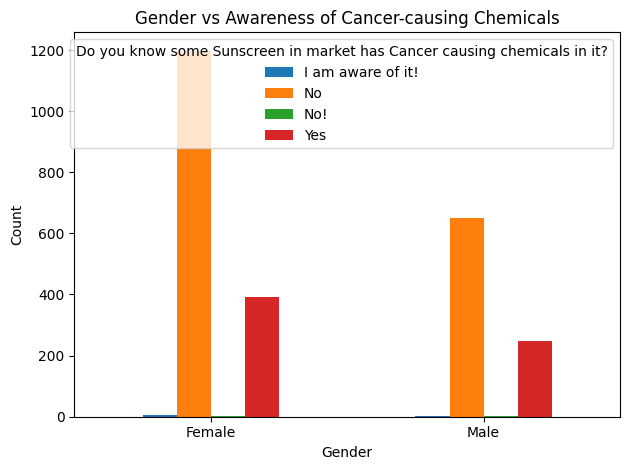 Gender vs Awareness of Cancer-causing Chemicals
Do you know some Sunscreen in market has Cancer causing chemicals in it?
I am aware of it!
No
No!
Yes
1200
1000
800
600
400
200
0
Count
Female
Male
Gender